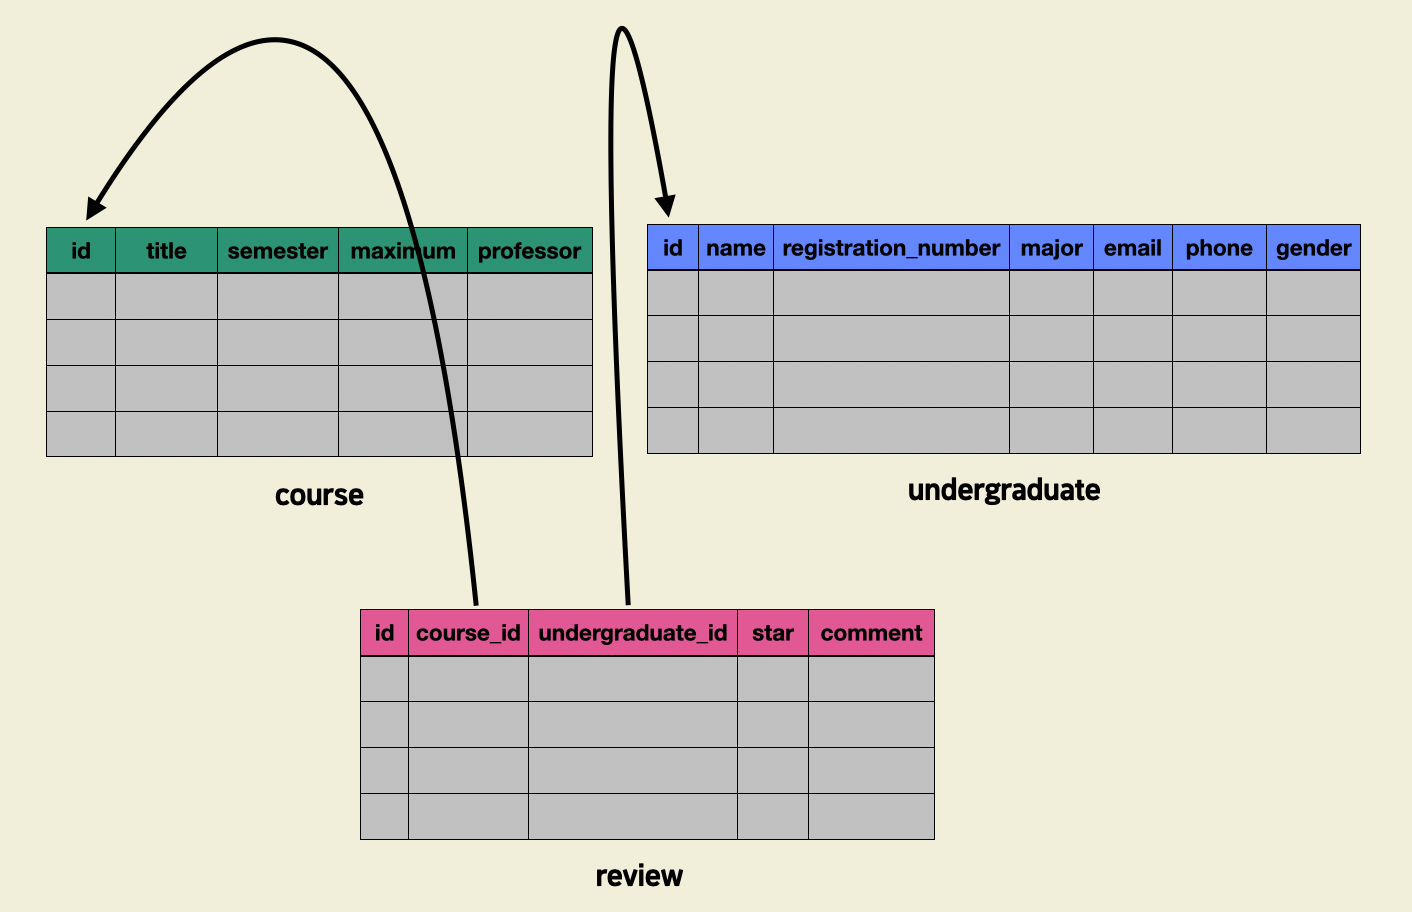 id title semester maximum professor
course
id name registration_number major email phone gender
undergraduate
id course_id undergraduate_id star comment
review